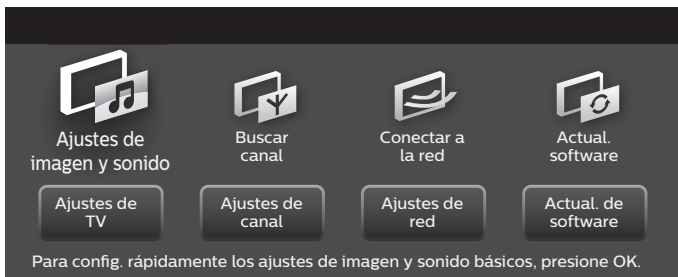 Ajustes de
imagen y sonido
Buscar
canal
Conectar a
la red
Actual.
software
Ajustes de
TV
Ajustes de
canal
Ajustes de
red
Actual. de
software
Para config. rápidamente los ajustes de imagen y sonido básicos, presione OK.